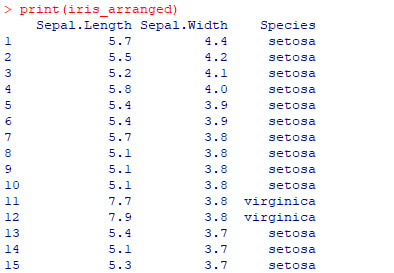 > print(iris_arranged)
Sepal.Length Sepal.Width Species
1 5.7 4.4 setosa
2 5.5 4.2 setosa
3 5.2 4.1 setosa
4 5.8 4.0 setosa
5 5.4 3.9 setosa
6 5.4 3.9 setosa
7 5.7 3.8 setosa
8 5.1 3.8 setosa
9 5.1 3.8 setosa
10 5.1 3.8 setosa
11 7.7 3.8 virginica
12 7.9 3.8 virginica
13 5.4 3.7 setosa
14 5.1 3.7 setosa
15 5.3 3.7 setosa